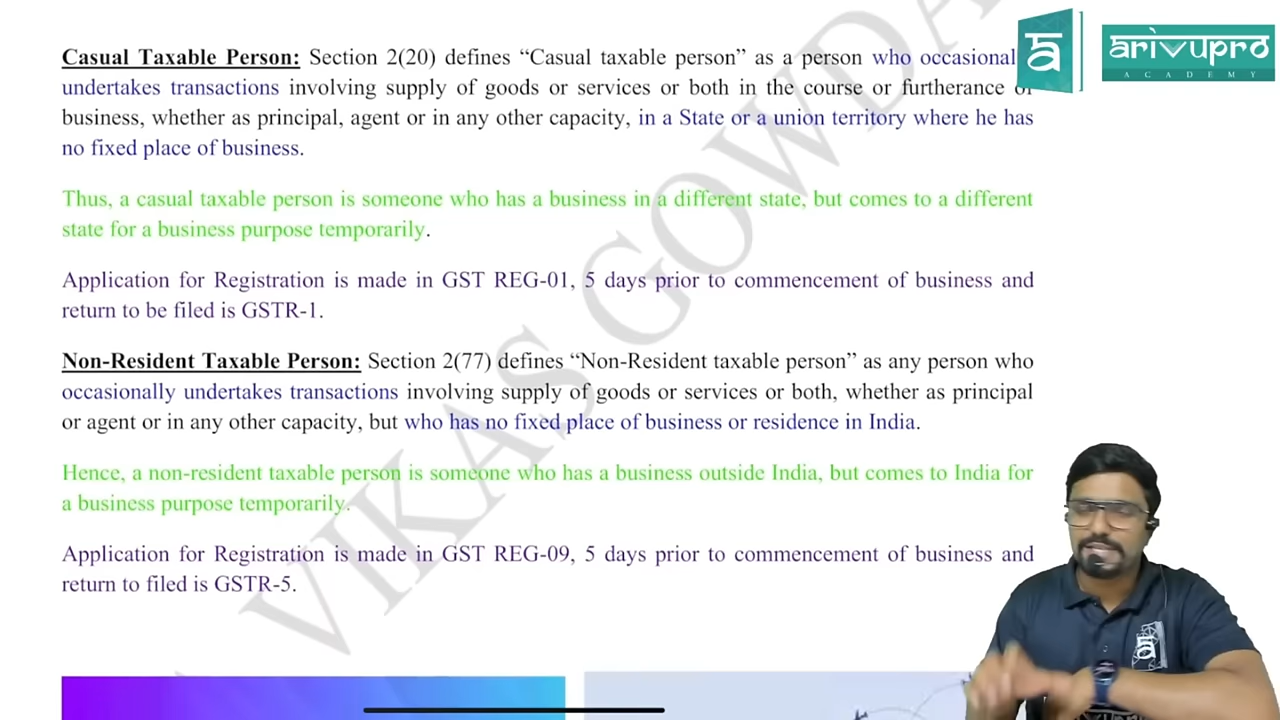 Casual Taxable Person: Section 2(20) defines “Casual taxable person” as a person who occasional
undertakes transactions involving supply of goods or services or both in the course or furtherance of
business, whether as principal, agent or in any other capacity, in a State or a union territory where he has
no fixed place of business.
Thus, a casual taxable person is someone who has a business in a different state, but comes to a different
state for a business purpose temporarily.
Application for Registration is made in GST REG-01, 5 days prior to commencement of business and
return to be filed is GSTR-1.
Non-Resident Taxable Person: Section 2(77) defines “Non-Resident taxable person” as any person who
occasionally undertakes transactions involving supply of goods or services or both, whether as principal
or agent or in any other capacity, but who has no fixed place of business or residence in India.
Hence, a non-resident taxable person is someone who has a business outside India, but comes to India for
a business purpose temporarily.
Application for Registration is made in GST REG-09, 5 days prior to commencement of business and
return to filed is GSTR-5.
arivupro
ACADEMY
VIKAS GOWDA